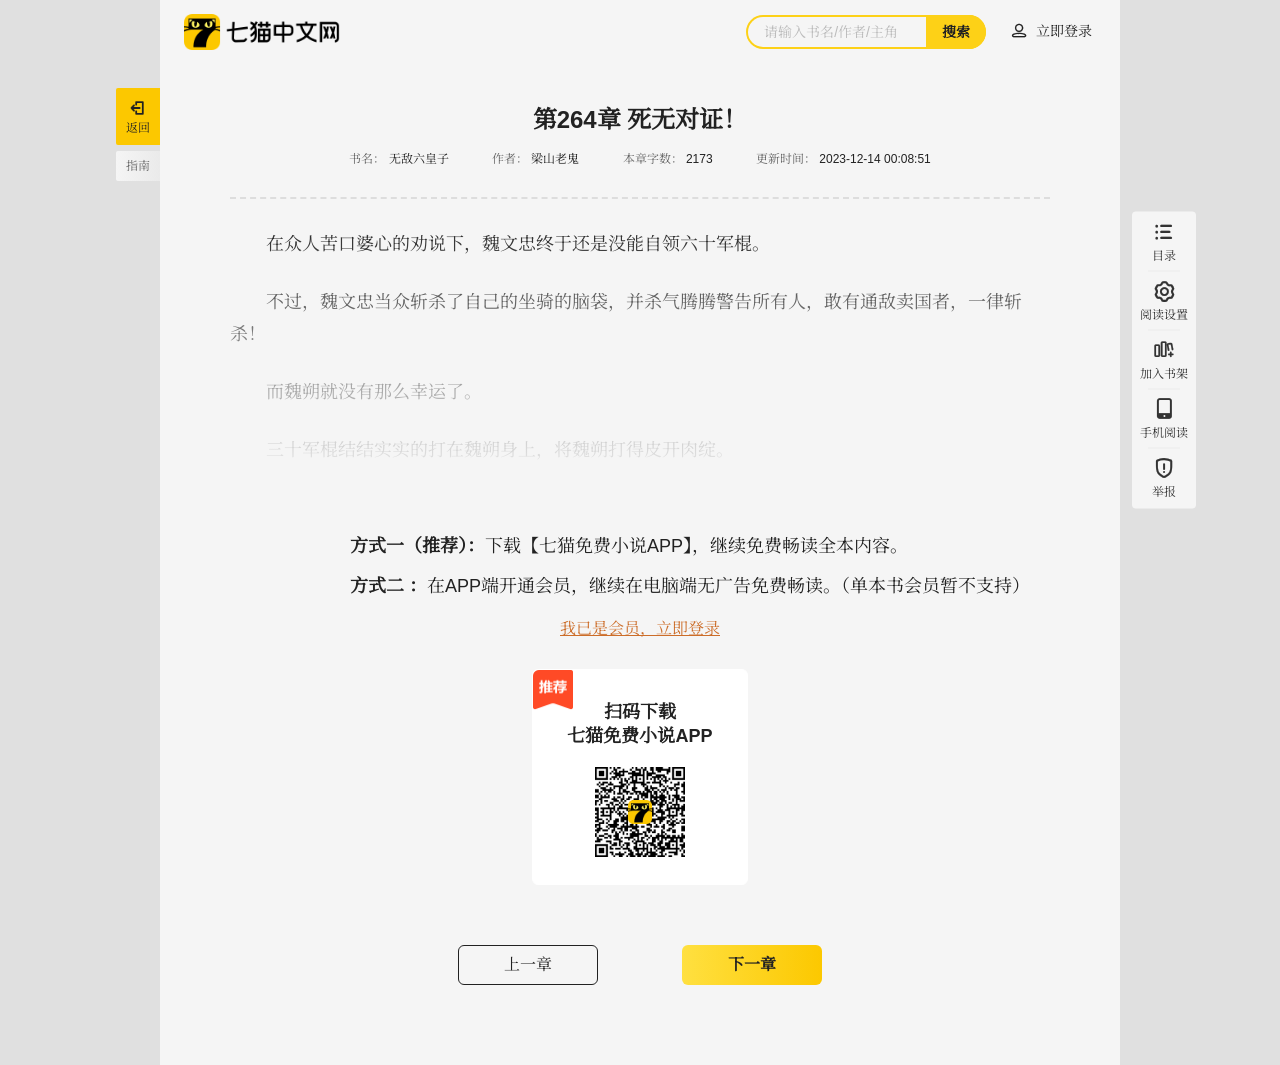 七猫中文网
请输入书名/作者/主角
搜索
立即登录
返回
指南
第264章 死无对证！
书名： 无敌六皇子 作者： 梁山老鬼 本章字数： 2173 更新时间： 2023-12-14 00:08:51
在众人苦口婆心的劝说下，魏文忠终于还是没能自领六十军棍。
不过，魏文忠当众斩杀了自己的坐骑的脑袋，并杀气腾腾警告所有人，敢有通敌卖国者，一律斩
杀！
而魏朔就没有那么幸运了。
三十军棍结结实实的打在魏朔身上，将魏朔打得皮开肉绽。
目录
阅读设置
加入书架
手机阅读
举报
方式一（推荐）：下载【七猫免费小说APP】，继续免费畅读全本内容。
方式二 ：在APP端开通会员，继续在电脑端无广告免费畅读。（单本书会员暂不支持）
我已是会员，立即登录
推荐
扫码下载
七猫免费小说APP
上一章
下一章